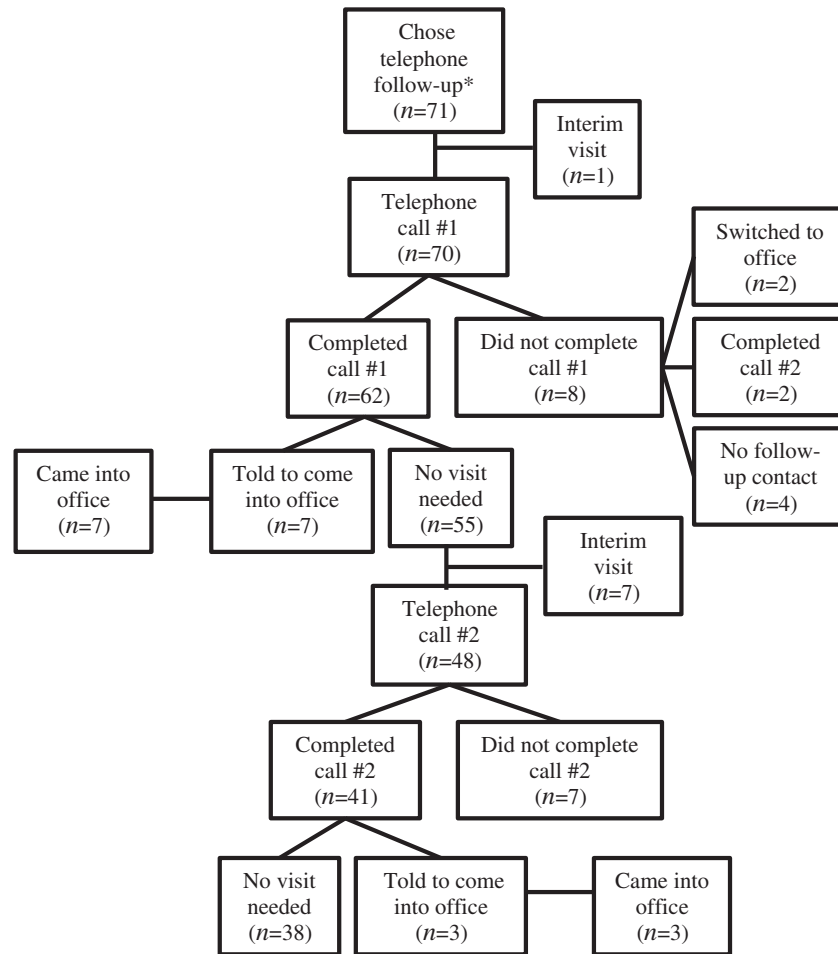 Chose
telephone
follow-up*
(n=71)
Interim
visit
(n=1)
Telephone
call #1
(n=70)
Switched to
office
(n=2)
Completed
call #1
(n=62)
Did not complete
call #1
(n=8)
Completed
call #2
(n=2)
No follow-
up contact
(n=4)
Came into
office
(n=7)
Told to come
into office
(n=7)
No visit
needed
(n=55)
Interim
visit
(n=7)
Telephone
call #2
(n=48)
Completed
call #2
(n=41)
Did not complete
call #2
(n=7)
No visit
needed
(n=38)
Told to come
into office
(n=3)
Came into
office
(n=3)